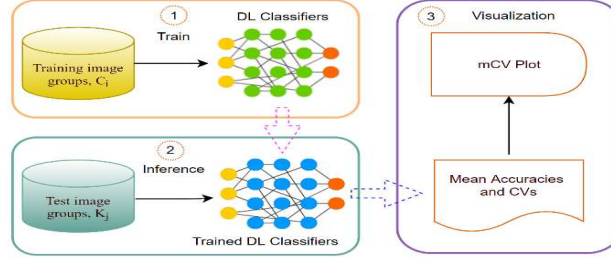 1
Train
DL Classifiers
Training image
groups, Ci
2
Inference
Test image
groups, Kj
Trained DL Classifiers
3
Visualization
mCV Plot
Mean Accuracies
and CVs